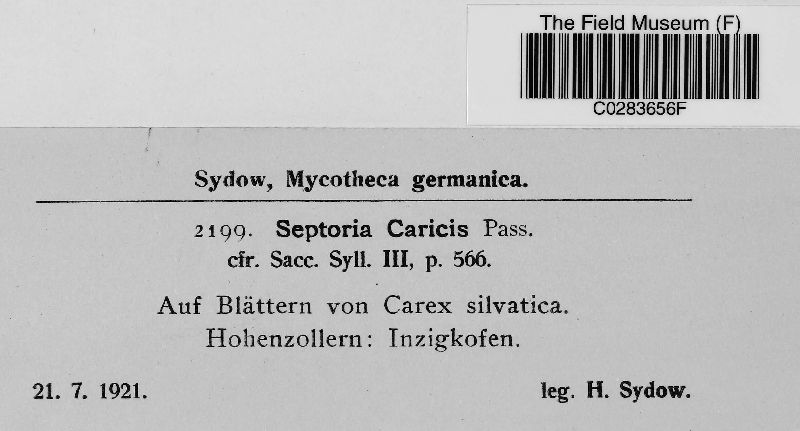 The Field Museum (F)
C0283656F
Sydow, Mycotheca germanica.
2199. Septoria Caricis Pass.
cfr. Sacc. Syll. III, p. 566.
Auf Blättern von Carex silvatica.
Hohenzollern: Inzigkofen.
21. 7. 1921. leg. H. Sydow.